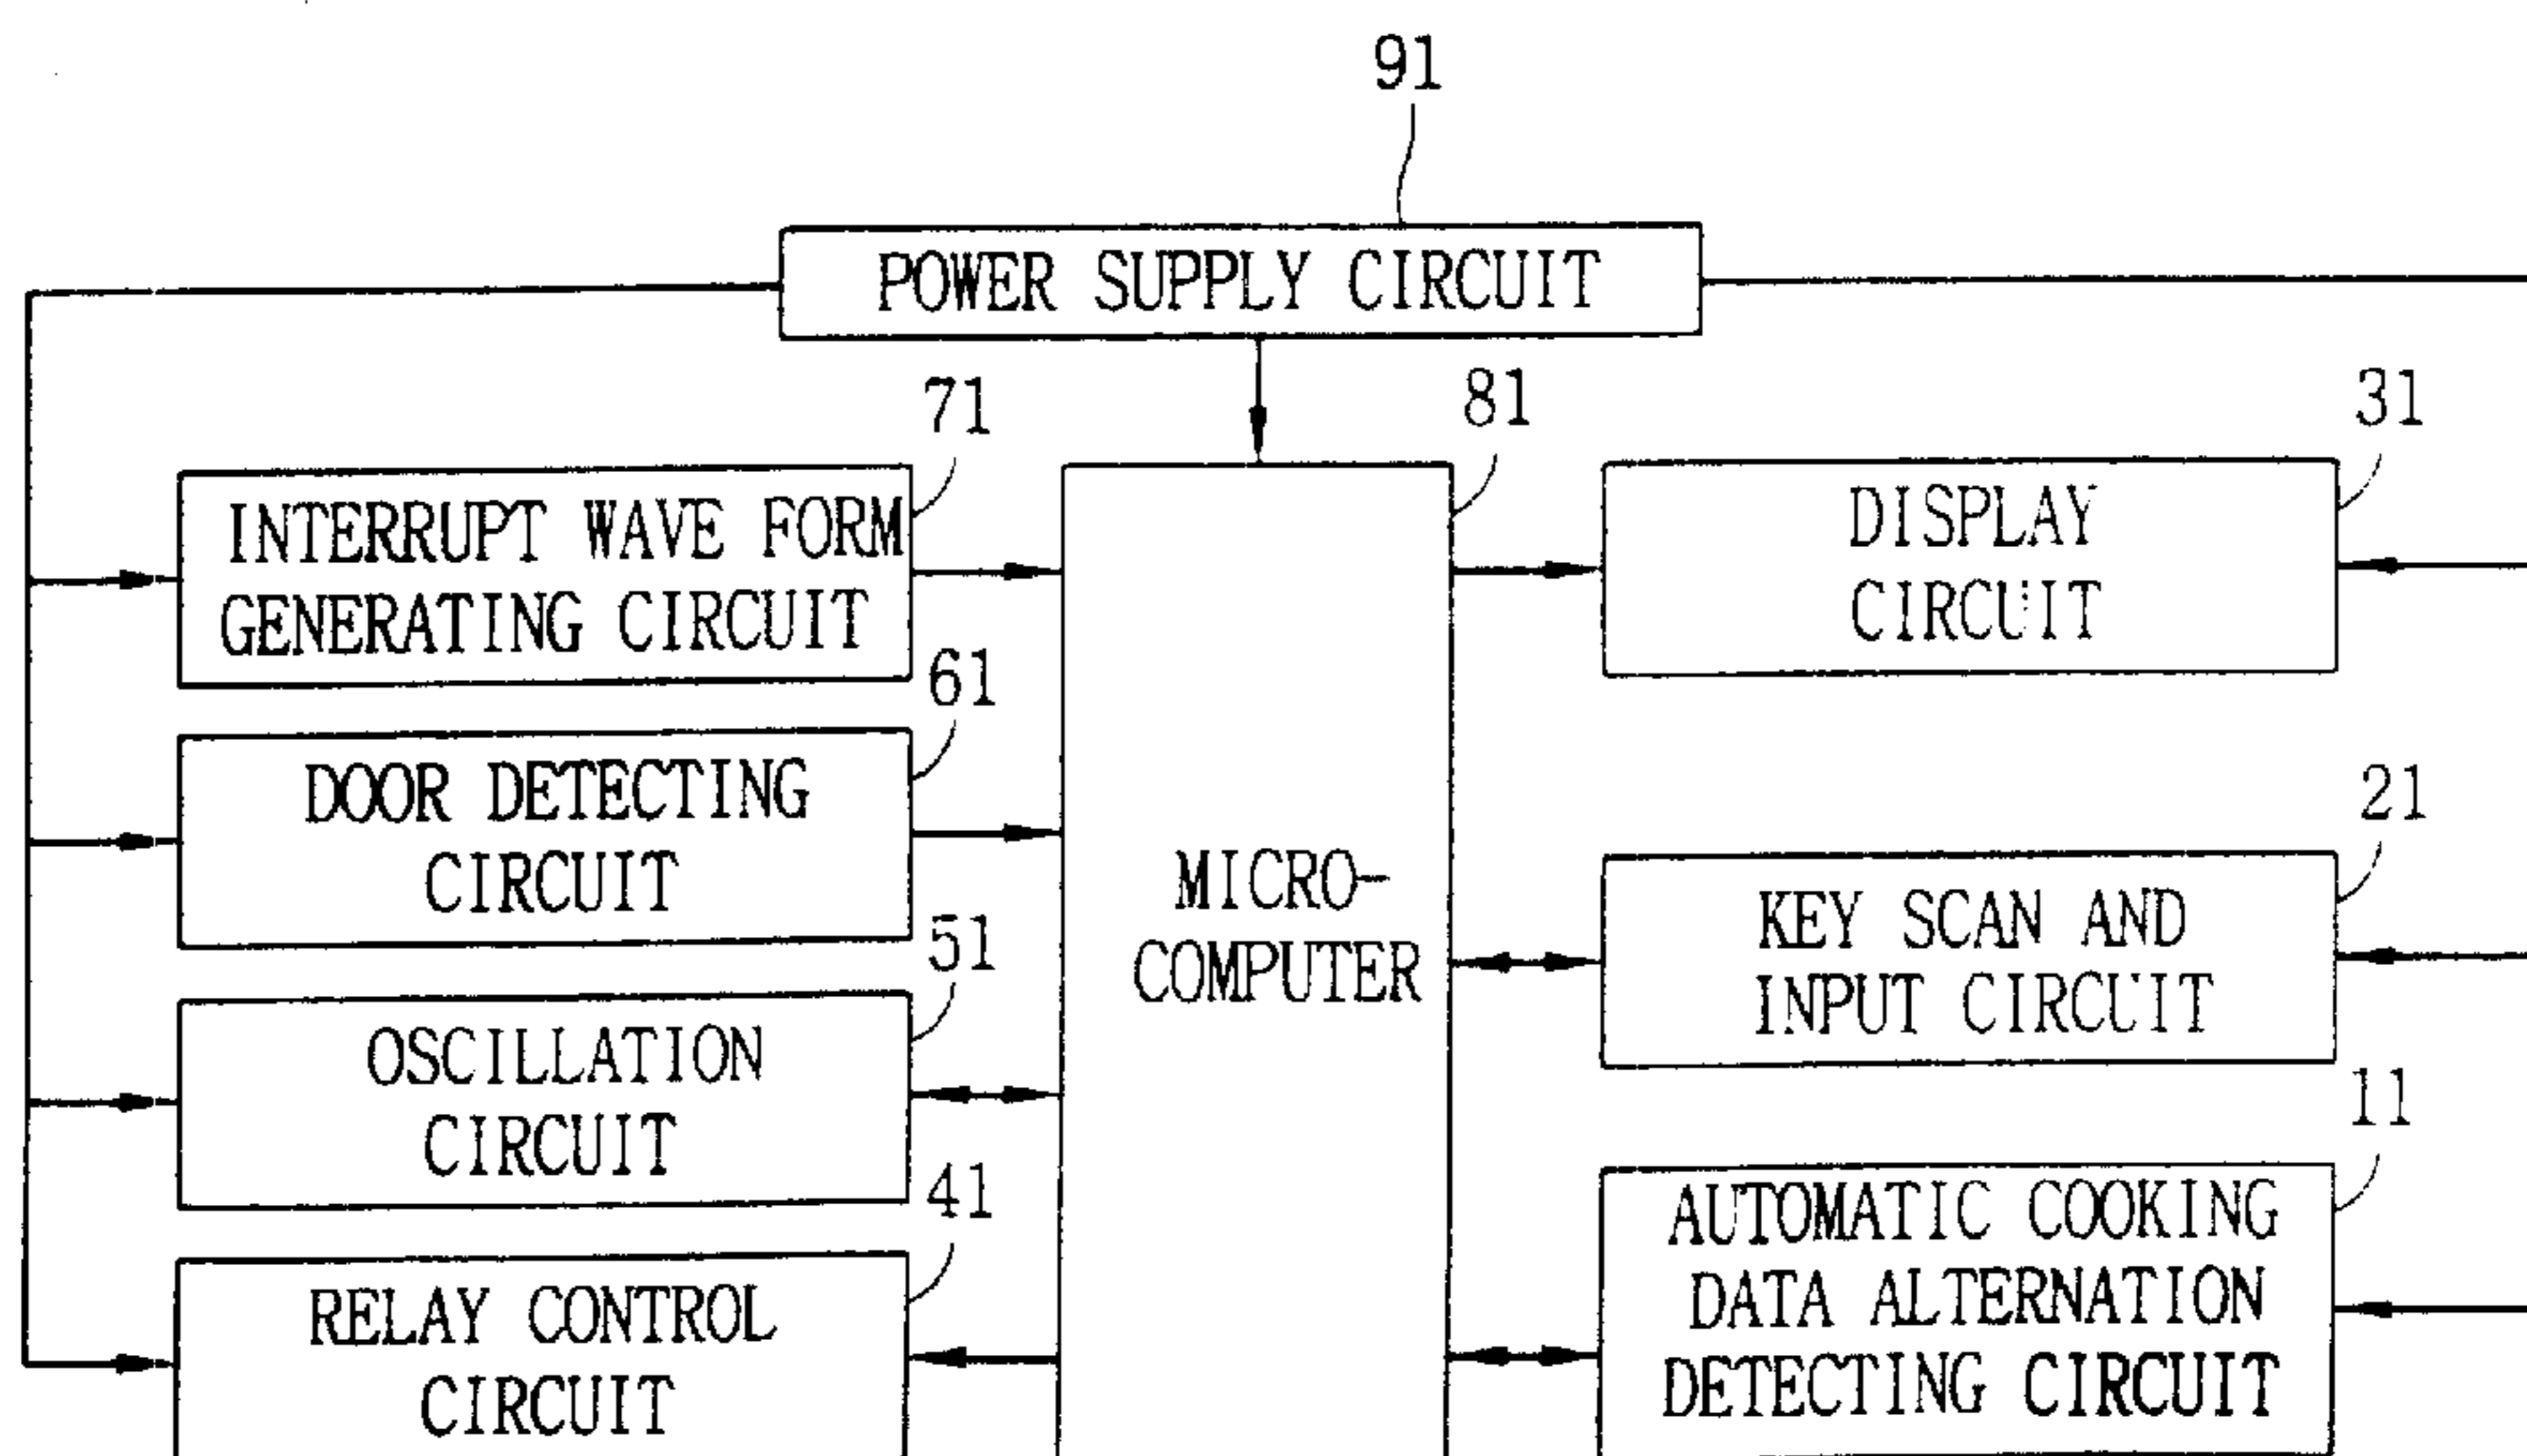 91
POWER SUPPLY CIRCUIT
71
INTERRUPT WAVE FORM
GENERATING CIRCUIT
61
DOOR DETECTING
CIRCUIT
51
OSCILLATION
CIRCUIT
41
RELAY CONTROL
CIRCUIT
81
MICRO-
COMPUTER
31
DISPLAY
CIRCUIT
21
KEY SCAN AND
INPUT CIRCUIT
11
AUTOMATIC COOKING
DATA ALTERNATION
DETECTING CIRCUIT